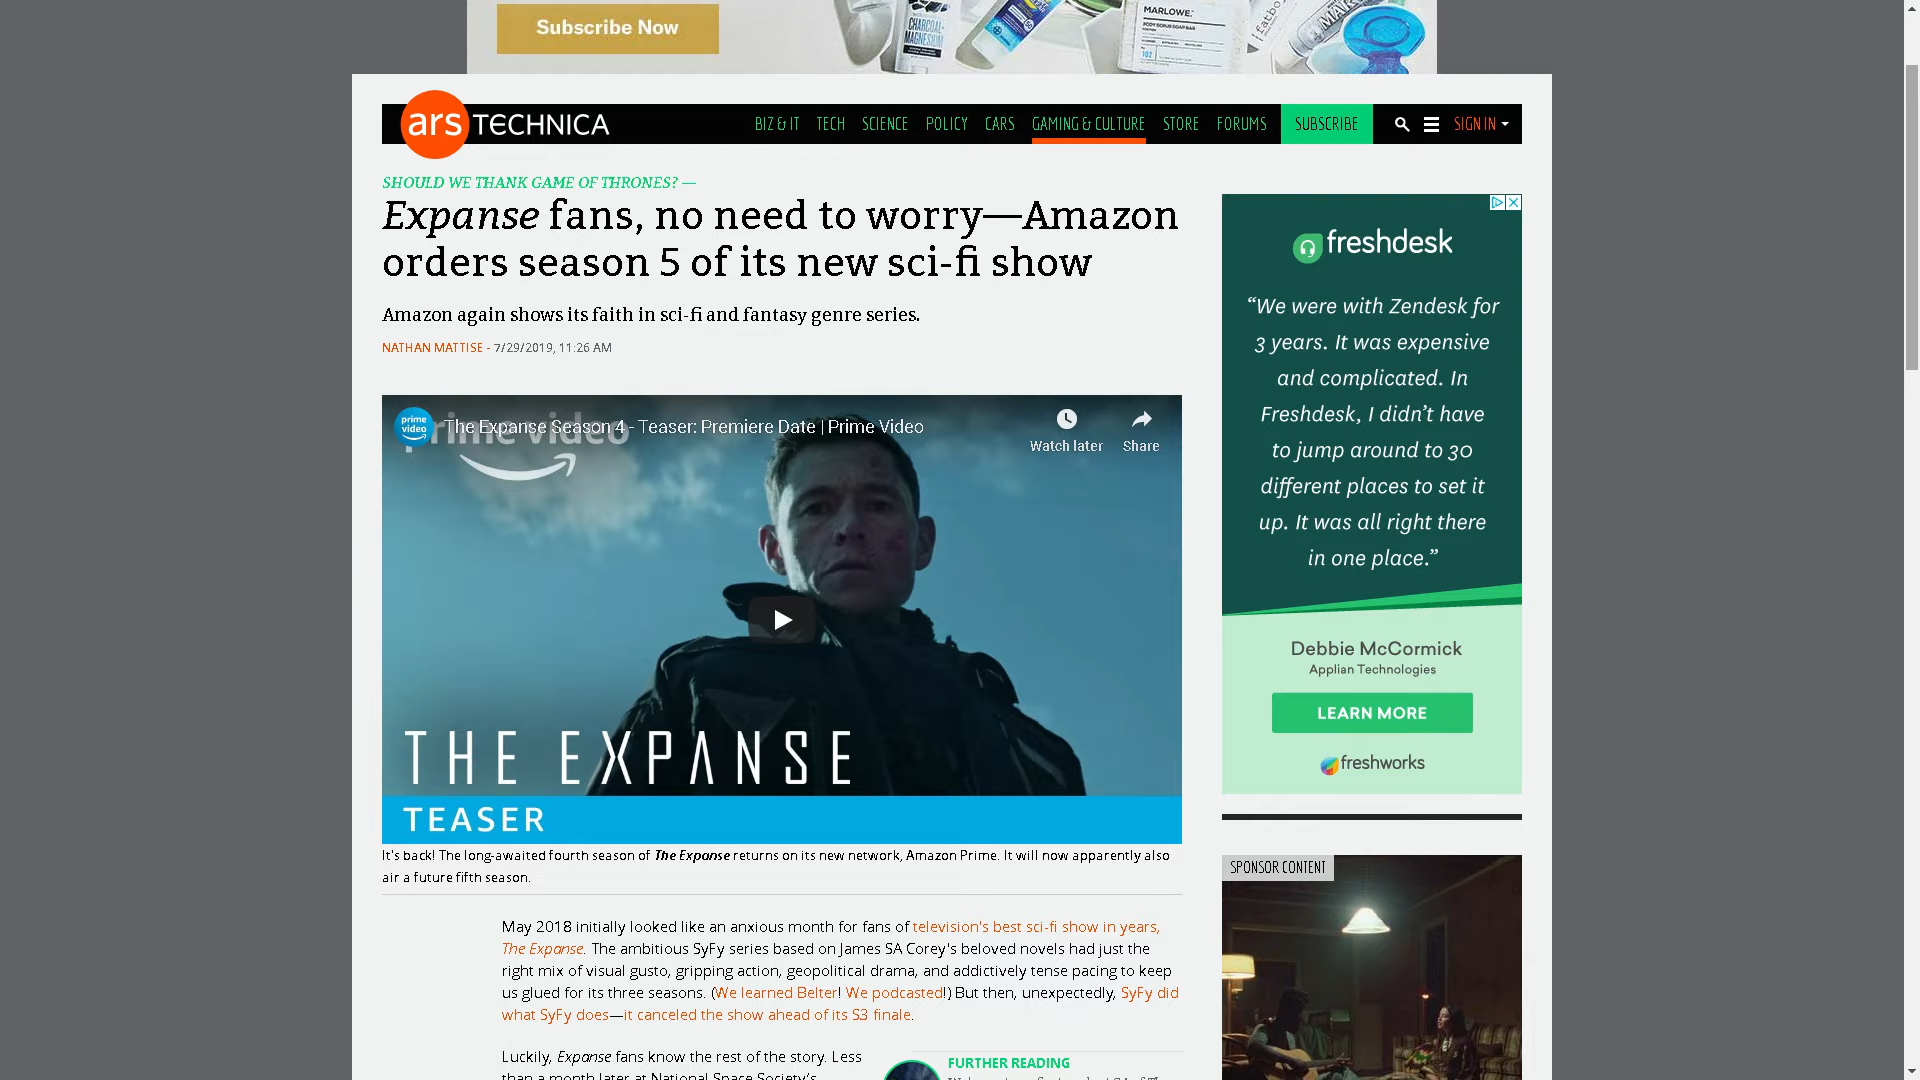 Subscribe Now
CHARCOAL+
MAGNESIUM
MARLOWE.
BODY SCRUB SOAP BAR
102
fatbo
MAR
ars TECHNICA
BIZ & IT TECH SCIENCE POLICY CARS GAMING & CULTURE STORE FORUMS SUBSCRIBE SIGN IN
SHOULD WE THANK GAME OF THRONES? —
Expanse fans, no need to worry—Amazon
orders season 5 of its new sci-fi show
Amazon again shows its faith in sci-fi and fantasy genre series.
NATHAN MATTISE - 7/29/2019, 11:26 AM
prime video
prime video
The Expanse Season 4 - Teaser: Premiere Date | Prime Video
Watch later
Share
THE EXPANSE
TEASER
It's back! The long-awaited fourth season of The Expanse returns on its new network, Amazon Prime. It will now apparently also
air a future fifth season.
May 2018 initially looked like an anxious month for fans of television's best sci-fi show in years,
The Expanse. The ambitious SyFy series based on James SA Corey's beloved novels had just the
right mix of visual gusto, gripping action, geopolitical drama, and addictively tense pacing to keep
us glued for its three seasons. (We learned Belter! We podcasted!) But then, unexpectedly, SyFy did
what SyFy does—it canceled the show ahead of its S3 finale.
Luckily, Expanse fans know the rest of the story. Less
than a month later at National Space Society's
FURTHER READING
freshdesk
“We were with Zendesk for
3 years. It was expensive
and complicated. In
Freshdesk, I didn’t have
to jump around to 30
different places to set it
up. It was all right there
in one place.”
Debbie McCormick
Applian Technologies
LEARN MORE
freshworks
SPONSOR CONTENT